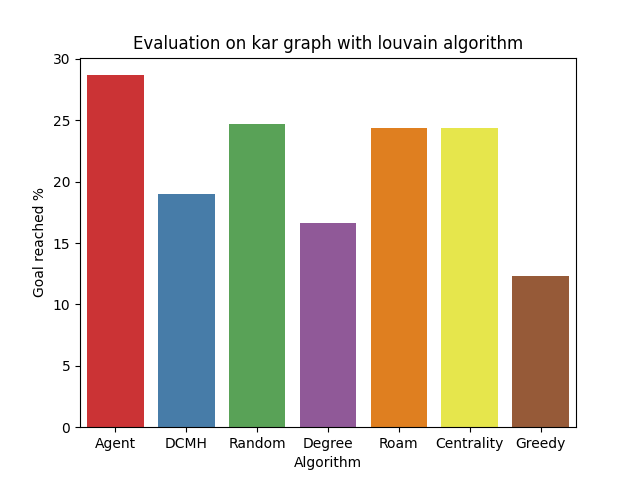 Evaluation on kar graph with louvain algorithm
Goal reached %
30
25
20
15
10
5
0
Agent DCMH Random Degree Roam Centrality Greedy
Algorithm